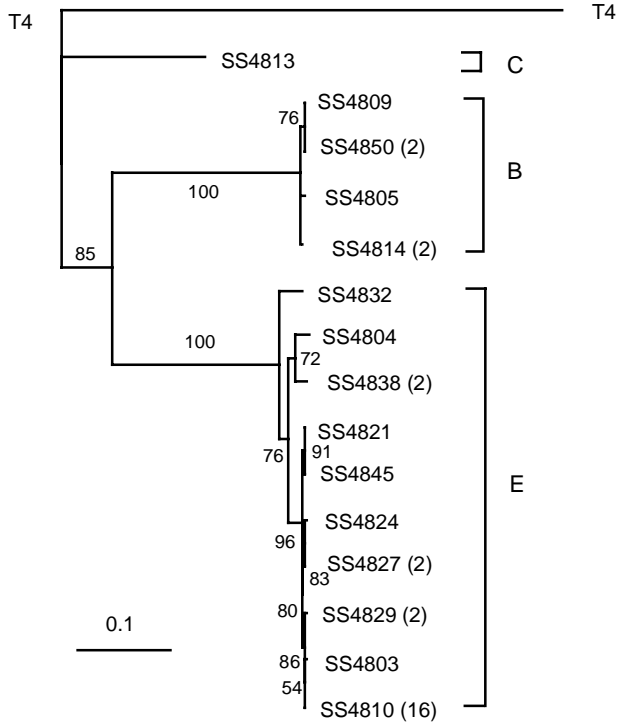 T4
T4
SS4813
C
SS4809
76
SS4850 (2)
B
SS4805
100
SS4814 (2)
85
SS4832
SS4804
100
72
SS4838 (2)
SS4821
91
76
SS4845
E
SS4824
96
SS4827 (2)
83
80
SS4829 (2)
0.1
86
SS4803
54
SS4810 (16)